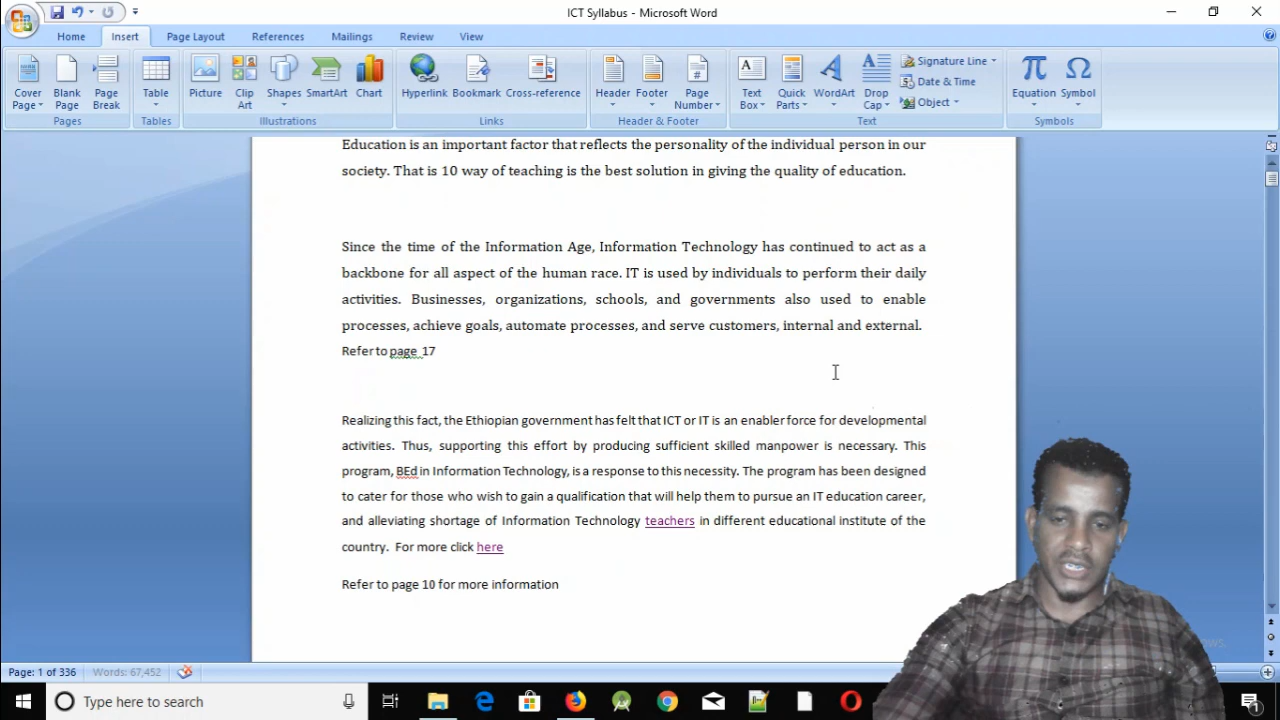 ICT Syllabus - Microsoft Word
Home Insert Page Layout References Mailings Review View
Cover Page Blank Page Page Break Table Picture Clip Art Shapes SmartArt Chart Hyperlink Bookmark Cross-reference Header Footer Page Number Text Box Quick Parts WordArt Drop Cap Signature Line Date & Time Object Equation Symbol
Pages Tables Illustrations Links Header & Footer Text Symbols
Education is an important factor that reflects the personality of the individual person in our
society. That is 10 way of teaching is the best solution in giving the quality of education.
Since the time of the Information Age, Information Technology has continued to act as a
backbone for all aspect of the human race. IT is used by individuals to perform their daily
activities. Businesses, organizations, schools, and governments also used to enable
processes, achieve goals, automate processes, and serve customers, internal and external.
Refer to page 17
Realizing this fact, the Ethiopian government has felt that ICT or IT is an enabler force for developmental
activities. Thus, supporting this effort by producing sufficient skilled manpower is necessary. This
program, BEd in Information Technology, is a response to this necessity. The program has been designed
to cater for those who wish to gain a qualification that will help them to pursue an IT education career,
and alleviating shortage of Information Technology teachers in different educational institute of the
country. For more click here
Refer to page 10 for more information
Page: 1 of 336 Words: 67,452
Type here to search